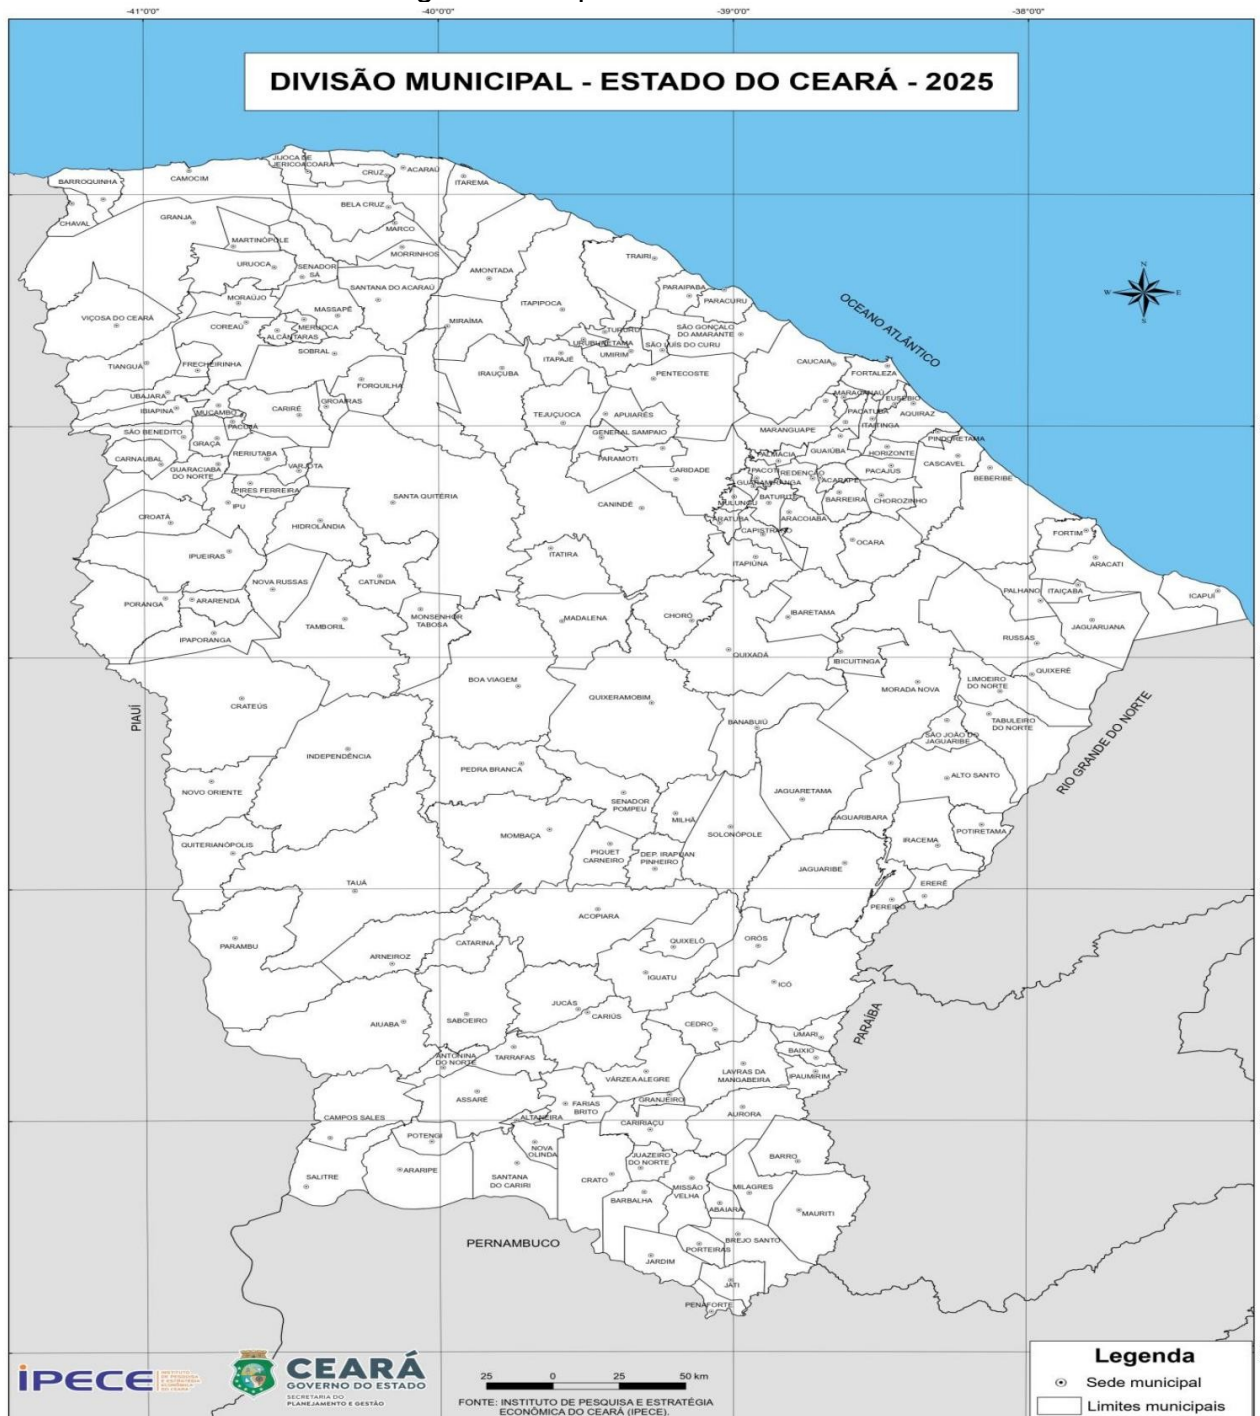 -41°0'0"
-40°0'0"
-39°0'0"
-38°0'0"
DIVISÃO MUNICIPAL - ESTADO DO CEARÁ - 2025
JIJOCA DE
JERICOACOARA
CRUZ
ACARAÚ
ITAREMA
BARROQUINHA
CAMOCIM
CHAVAL
GRANJA
BELA CRUZ
MARCO
MARTINÓPOLE
MORRINHOS
URUOCA
SENADOR
SÁ
AMONTADA
TRAIRI
PARAIPABA
PARACURU
SANTANA DO ACARAÚ
MORAÚJO
MASSAPÊ
ITAPIPOCA
VIÇOSA DO CEARÁ
COREAÚ
MERUOCA
ALCÂNTARAS
MIRAÍMA
TURURU
SÃO GONÇALO
DO AMARANTE
OCEANO ATLÂNTICO
N
W
E
S
URUBURETAMA
UMIRIM
SÃO LUÍS DO CURU
SOBRAL
ITAPAJÉ
CAUCAIA
FORTALEZA
TIANGUÁ
FRECHEIRINHA
IRAUÇUBA
PENTECOSTE
FORQUILHA
UBAJARA
IBIAPINA
MUCAMBO
CARIRÉ
GROAÍRAS
TEJUÇUOCA
APUIARÉS
MARACANAÚ
EUSÉBIO
PACATUBA
AQUIRAZ
ITAITINGA
PACUJÁ
SÃO BENEDITO
GRAÇA
GENERAL SAMPAIO
MARANGUAPE
PINDORETAMA
CARNAUBAL
RERIUTABA
VARJOTA
PARAMOTI
CARIDADE
GUAIÚBA
HORIZONTE
CASCAVEL
GUARACIABA
DO NORTE
PALMÁCIA
PACOTI
REDENÇÃO
PACAJUS
BEBERIBE
PIRES FERREIRA
GUARAMIRANGA
ACARAPE
IPU
SANTA QUITÉRIA
CANINDÉ
MULUNGU
BATURITÉ
BARREIRA
CHOROZINHO
CROATÁ
HIDROLÂNDIA
ARATUBA
ARACOIABA
CAPISTRANO
OCARA
FORTIM
IPUEIRAS
ITATIRA
ITAPIÚNA
ARACATI
NOVA RUSSAS
CATUNDA
PORANGA
ARARENDÁ
PALHANO
ITAIÇABA
ICAPUÍ
TAMBORIL
MONSENHOR
TABOSA
MADALENA
CHORÓ
IBARETAMA
JAGUARUANA
IPAPORANGA
RUSSAS
QUIXADÁ
IBICUITINGA
QUIXERÉ
CRATEÚS
BOA VIAGEM
QUIXERAMOBIM
MORADA NOVA
LIMOEIRO
DO NORTE
PIAUÍ
BANABUIÚ
TABULEIRO
DO NORTE
SÃO JOÃO DO
JAGUARIBE
INDEPENDÊNCIA
RIO GRANDE DO NORTE
PEDRA BRANCA
ALTO SANTO
NOVO ORIENTE
SENADOR
POMPEU
JAGUARETAMA
MILHÃ
JAGUARIBARA
MOMBAÇA
SOLONÓPOLE
POTIRETAMA
IRACEMA
QUITERIANÓPOLIS
PIQUET
CARNEIRO
DEP. IRAPUAN
PINHEIRO
JAGUARIBE
TAUÁ
ERERÊ
PEREIRO
ACOPIARA
PARAMBU
CATARINA
QUIXELÔ
ORÓS
ARNEIROZ
IGUATU
ICÓ
JUCÁS
CARIÚS
AIUABA
SABOEIRO
CEDRO
UMARI
PARAÍBA
BAIXIO
ANTONINA
DO NORTE
TARRAFAS
LAVRAS DA
MANGABEIRA
IPAUMIRIM
VÁRZEA ALEGRE
ASSARÉ
GRANJEIRO
FARIAS
BRITO
CAMPOS SALES
ALTANEIRA
AURORA
CARIRIAÇU
POTENGI
NOVA
OLINDA
JUAZEIRO
DO NORTE
BARRO
SALITRE
ARARIPE
SANTANA
DO CARIRI
CRATO
MISSÃO
VELHA
MILAGRES
BARBALHA
ABAIARA
MAURITI
PERNAMBUCO
BREJO SANTO
PORTEIRAS
JARDIM
JATI
PENAFORTE
iPECE
INSTITUTO
DE PESQUISA
E ESTRATÉGIA
ECONÔMICA
DO CEARÁ
CEARÁ
GOVERNO DO ESTADO
SECRETARIA DO
PLANEJAMENTO E GESTÃO
25 0 25 50 km
FONTE: INSTITUTO DE PESQUISA E ESTRATÉGIA
ECONÔMICA DO CEARÁ (IPECE).
Legenda
Sede municipal
Limites municipais